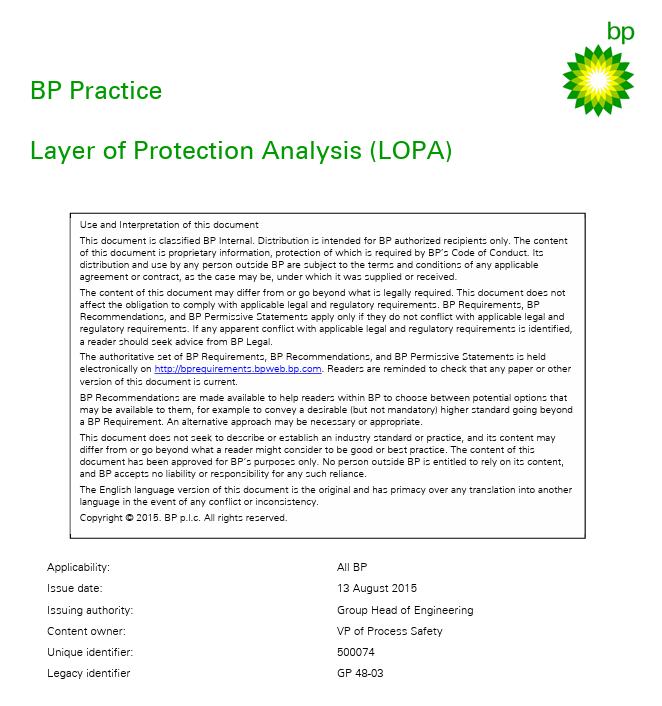 bp
BP Practice
Layer of Protection Analysis (LOPA)
Use and Interpretation of this document
This document is classified BP Internal. Distribution is intended for BP authorized recipients only. The content
of this document is proprietary information, protection of which is required by BP's Code of Conduct. Its
distribution and use by any person outside BP are subject to the terms and conditions of any applicable
agreement or contract, as the case may be, under which it was supplied or received.
The content of this document may differ from or go beyond what is legally required. This document does not
affect the obligation to comply with applicable legal and regulatory requirements. BP Requirements, BP
Recommendations, and BP Permissive Statements apply only if they do not conflict with applicable legal and
regulatory requirements. If any apparent conflict with applicable legal and regulatory requirements is identified,
a reader should seek advice from BP Legal.
The authoritative set of BP Requirements, BP Recommendations, and BP Permissive Statements is held
electronically on http://bprequirements.bpweb.bp.com. Readers are reminded to check that any paper or other
version of this document is current.
BP Recommendations are made available to help readers within BP to choose between potential options that
may be available to them, for example to convey a desirable (but not mandatory) higher standard going beyond
a BP Requirement. An alternative approach may be necessary or appropriate.
This document does not seek to describe or establish an industry standard or practice, and its content may
differ from or go beyond what a reader might consider to be good or best practice. The content of this
document has been approved for BP's purposes only. No person outside BP is entitled to rely on its content,
and BP accepts no liability or responsibility for any such reliance.
The English language version of this document is the original and has primacy over any translation into another
language in the event of any conflict or inconsistency.
Copyright © 2015. BP p.l.c. All rights reserved.
Applicability: All BP
Issue date: 13 August 2015
Issuing authority: Group Head of Engineering
Content owner: VP of Process Safety
Unique identifier: 500074
Legacy identifier GP 48-03